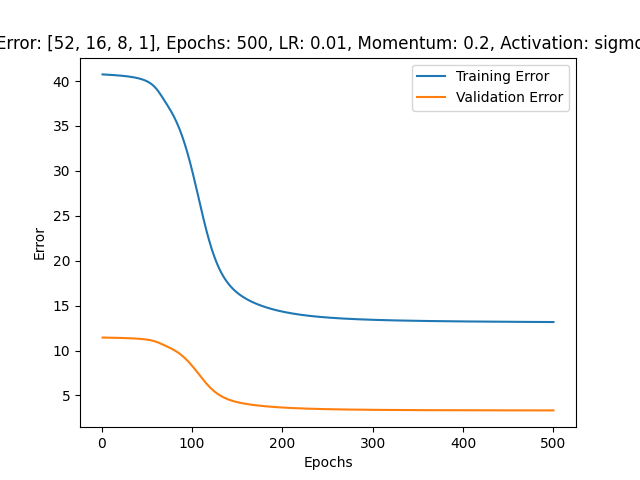 Error: [52, 16, 8, 1], Epochs: 500, LR: 0.01, Momentum: 0.2, Activation: sigmo
Training Error
Validation Error
40
35
30
25
20
15
10
5
Error
0 100 200 300 400 500
Epochs